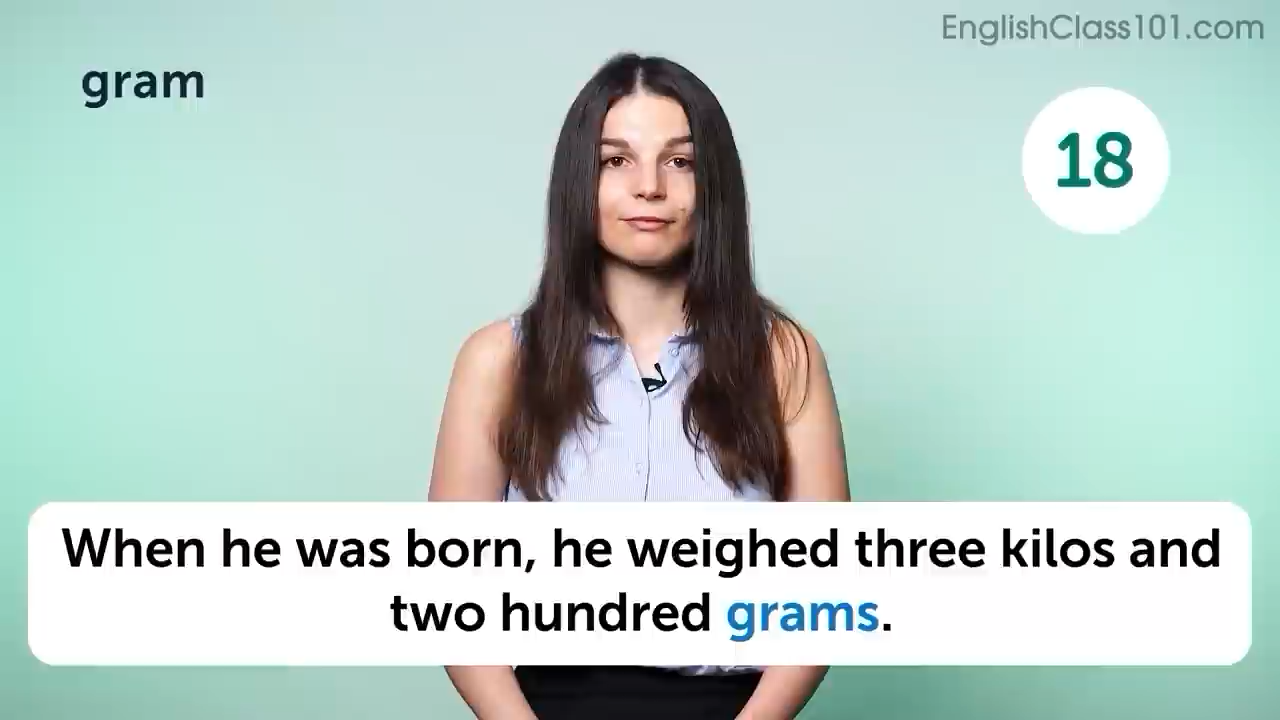 EnglishClass101.com
gram
18
When he was born, he weighed three kilos and
two hundred grams.